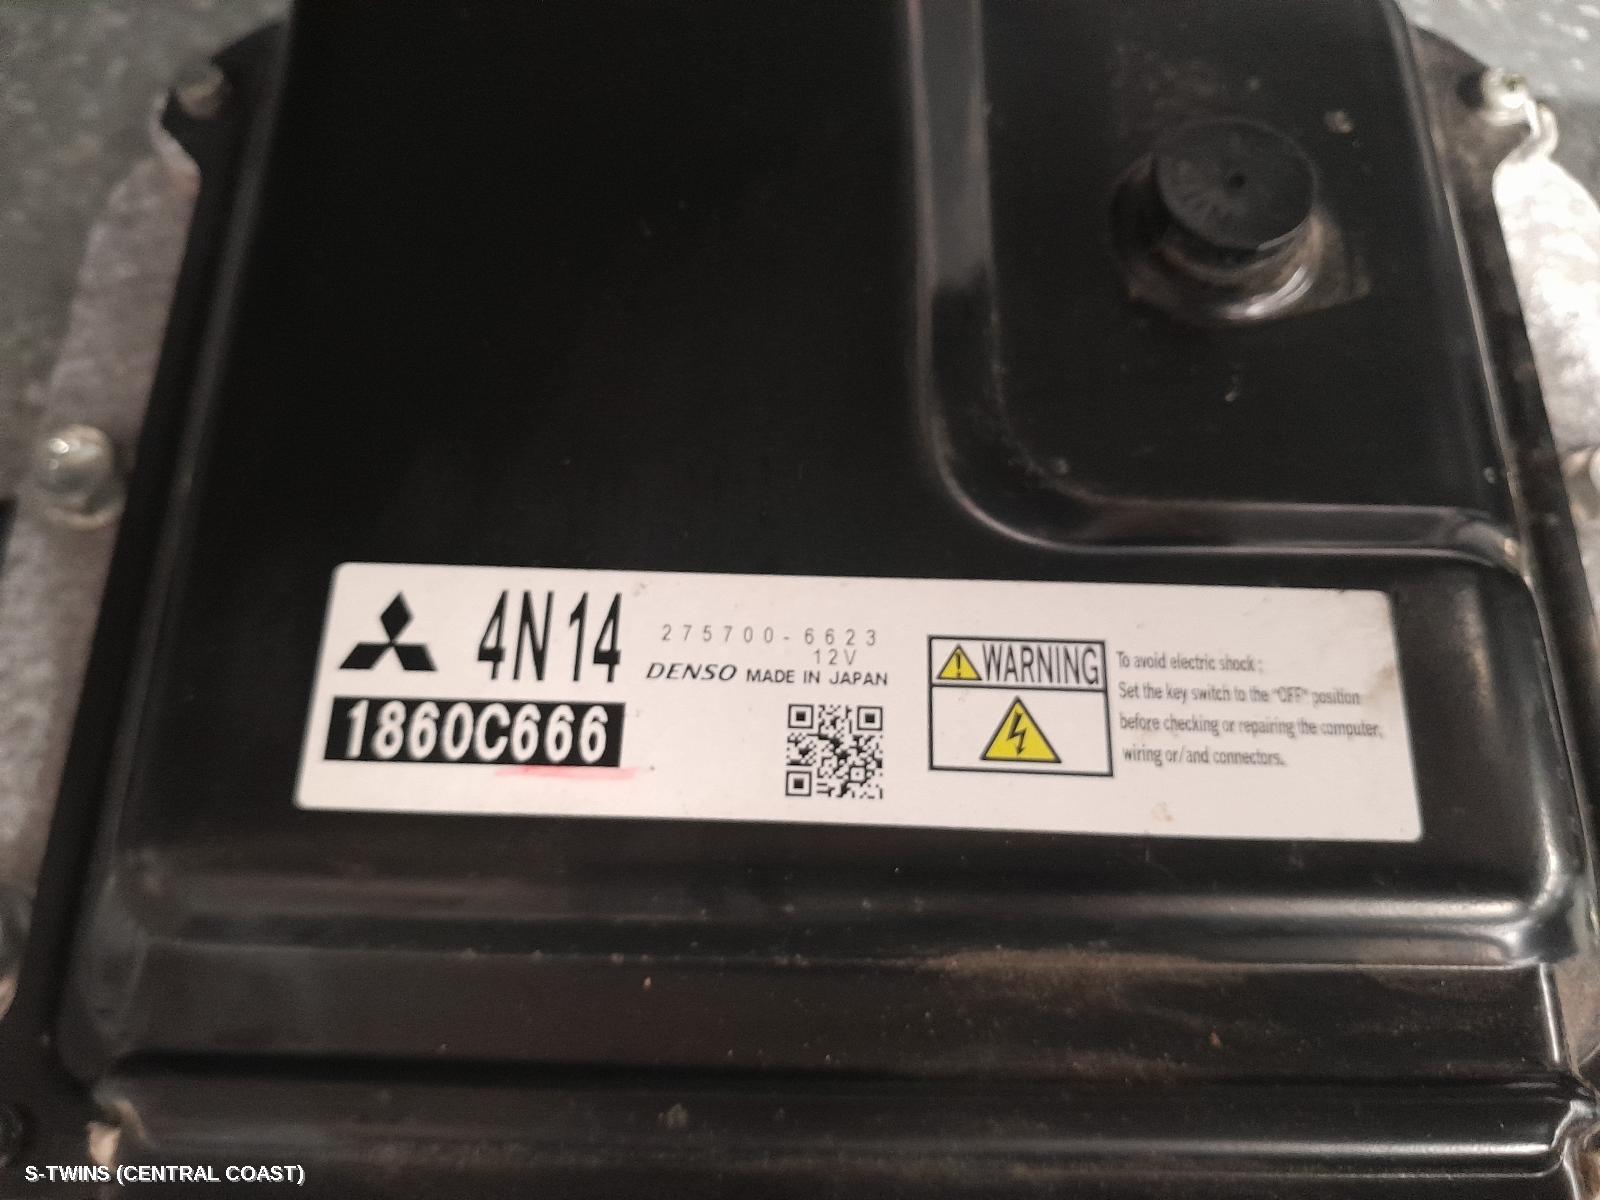 4N14
1860C666
275700-6623
12V
DENSO MADE IN JAPAN
WARNING
To avoid electric shock :
Set the key switch to the "OFF" position
before checking or repairing the computer,
wiring or/and connectors.
S-TWINS (CENTRAL COAST)